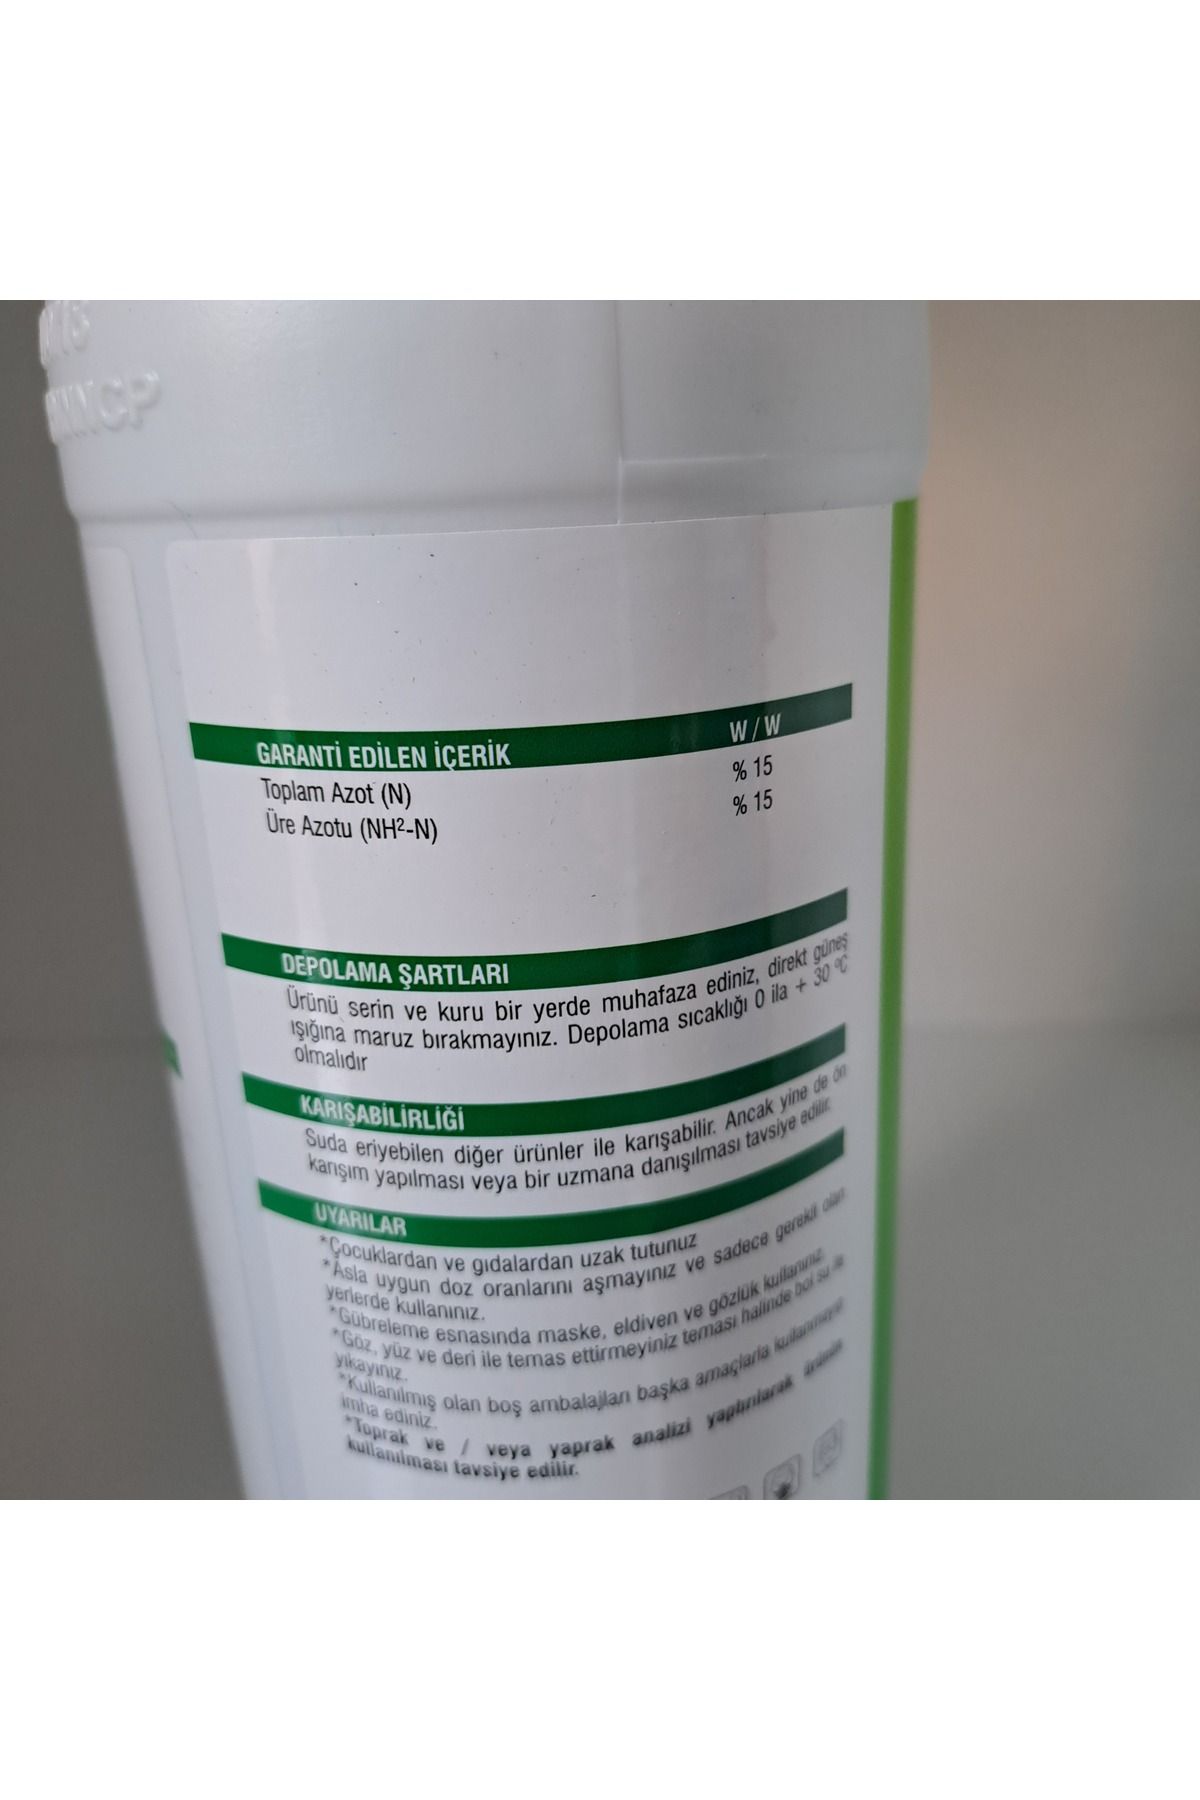 GARANTİ EDİLEN İÇERİK W / W
Toplam Azot (N) % 15
Üre Azotu (NH²-N) % 15
DEPOLAMA ŞARTLARI
Ürünü serin ve kuru bir yerde muhafaza ediniz, direkt güneş
ışığına maruz bırakmayınız. Depolama sıcaklığı 0 ila + 30 ºC
olmalıdır
KARIŞABİLİRLİĞİ
Suda eriyebilen diğer ürünler ile karışabilir. Ancak yine de ön
karışım yapılması veya bir uzmana danışılması tavsiye edilir.
UYARILAR
*Çocuklardan ve gıdalardan uzak tutunuz
*Asla uygun doz oranlarını aşmayınız ve sadece gerekli olan
yerlerde kullanınız.
*Gübreleme esnasında maske, eldiven ve gözlük kullanınız.
*Göz, yüz ve deri ile temas ettirmeyiniz teması halinde bol su ile
yıkayınız.
*Kullanılmış olan boş ambalajları başka amaçlarla kullanmayın
imha ediniz.
*Toprak ve / veya yaprak analizi yaptırılarak ürünün
kullanılması tavsiye edilir.